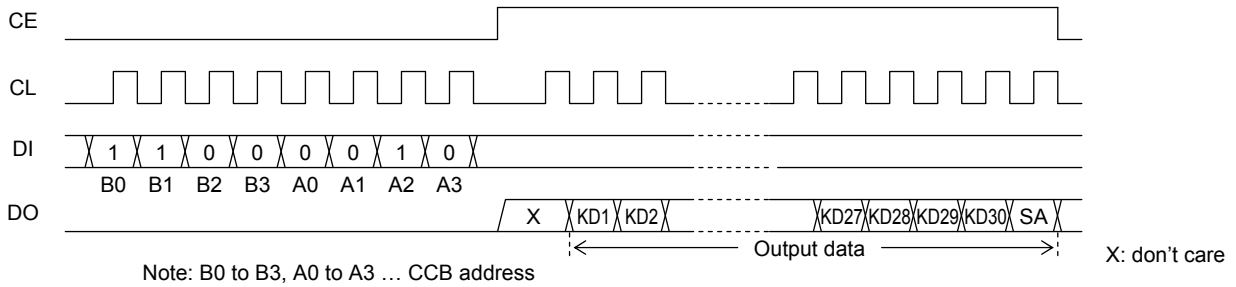 CE
CL
DI 1 1 0 0 0 0 1 0
B0 B1 B2 B3 A0 A1 A2 A3
DO X KD1 KD2 KD27 KD28 KD29 KD30 SA
Output data
X: don't care
Note: B0 to B3, A0 to A3 … CCB address